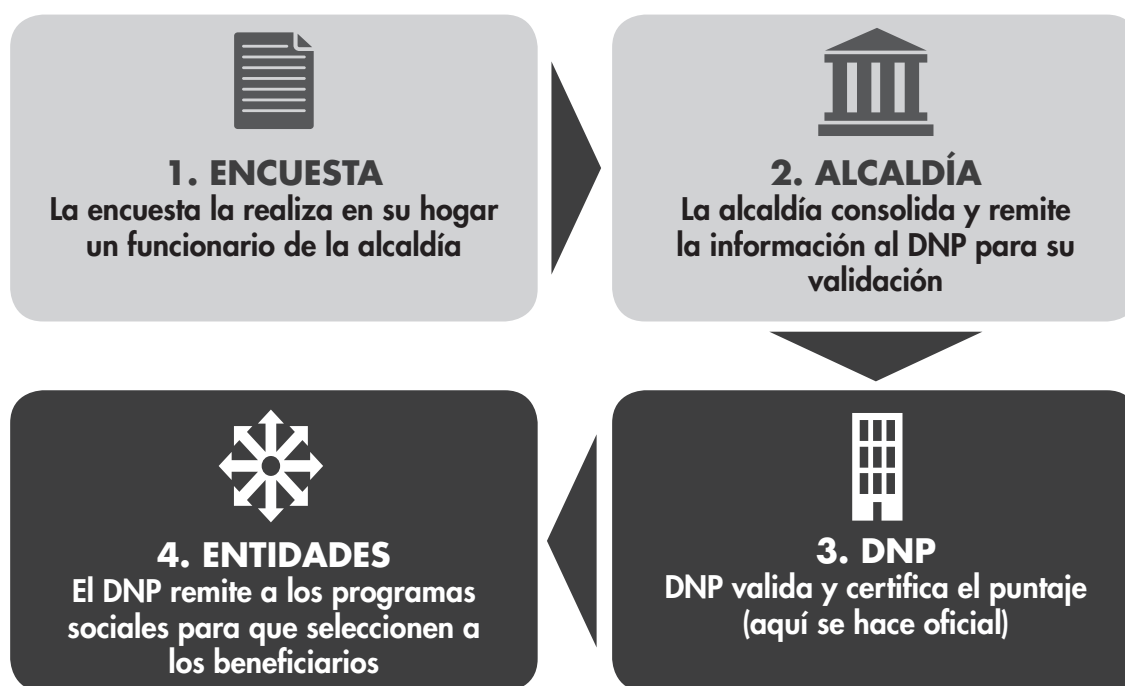 1. ENCUESTA
La encuesta la realiza en su hogar
un funcionario de la alcaldía
2. ALCALDÍA
La alcaldía consolida y remite
la información al DNP para su
validación
3. DNP
DNP valida y certifica el puntaje
(aquí se hace oficial)
4. ENTIDADES
El DNP remite a los programas
sociales para que seleccionen a
los beneficiarios